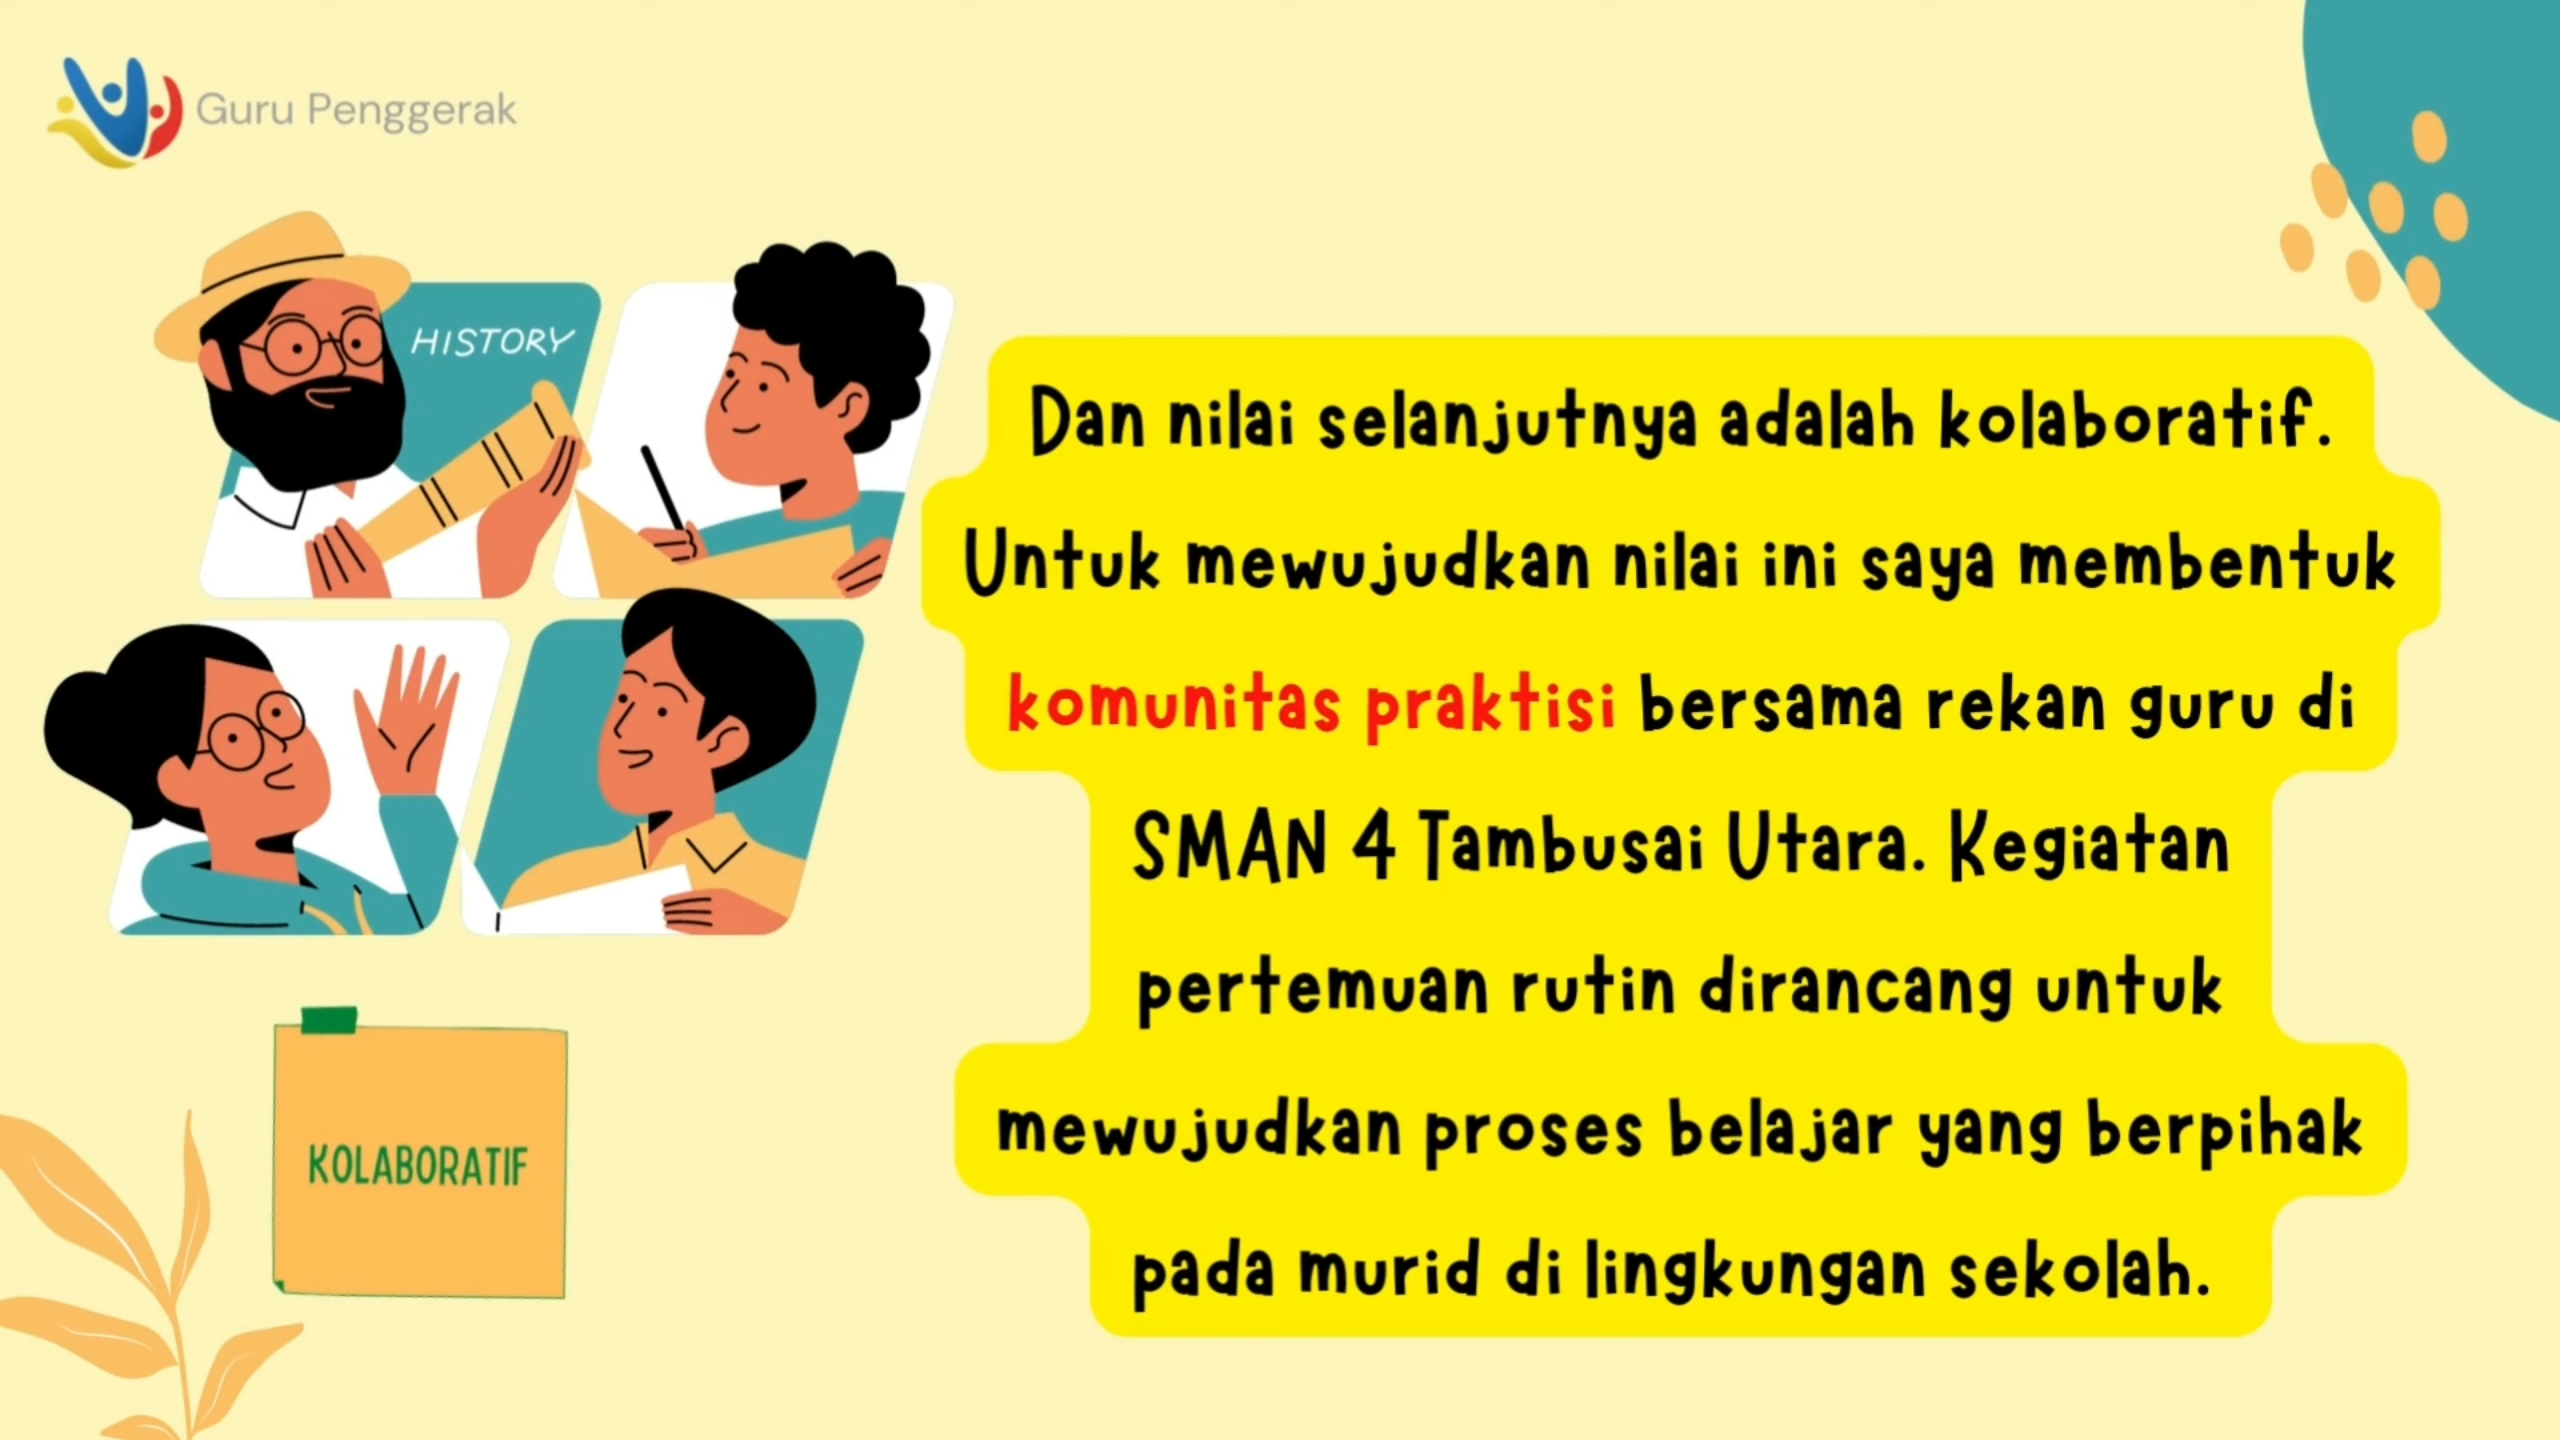 Guru Penggerak
HISTORY
Dan nilai selanjutnya adalah kolaboratif.
Untuk mewujudkan nilai ini saya membentuk
komunitas praktisi bersama rekan guru di
SMAN 4 Tambusai Utara. Kegiatan
pertemuan rutin dirancang untuk
mewujudkan proses belajar yang berpihak
pada murid di lingkungan sekolah.
KOLABORATIF